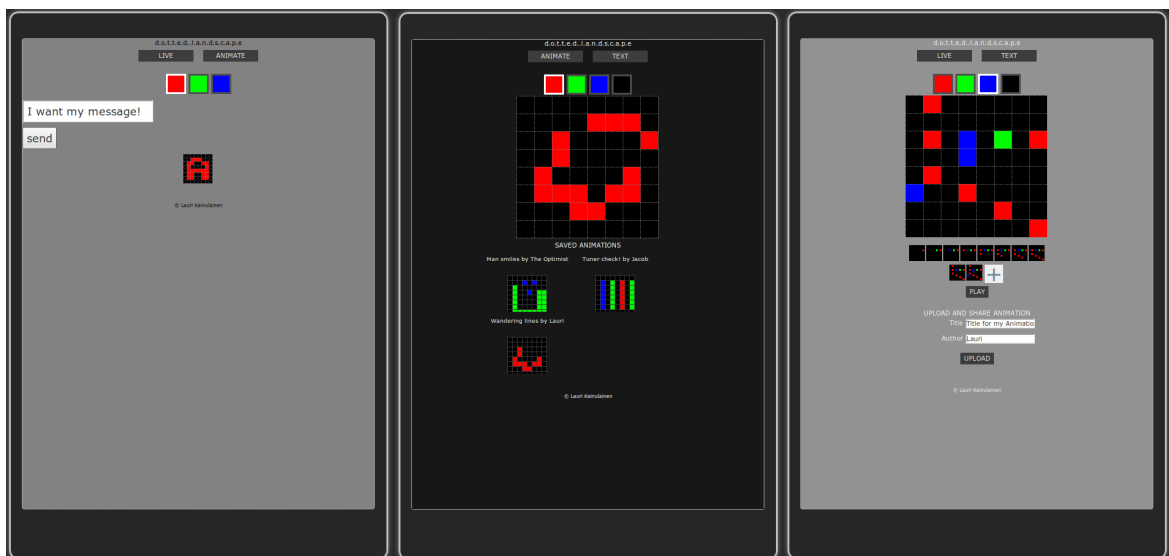 d.o.t.t.e.d..l.a.n.d.s.c.a.p.e
LIVE ANIMATE
I want my message!
send
© Lauri Kainulainen
d.o.t.t.e.d..l.a.n.d.s.c.a.p.e
ANIMATE TEXT
SAVED ANIMATIONS
Man smiles by The Optimist Tuner check! by Jacob
Wandering lines by Lauri
© Lauri Kainulainen
d.o.t.t.e.d..l.a.n.d.s.c.a.p.e
LIVE TEXT
PLAY
UPLOAD AND SHARE ANIMATION
Title Title for my Animatio
Author Lauri
UPLOAD
© Lauri Kainulainen